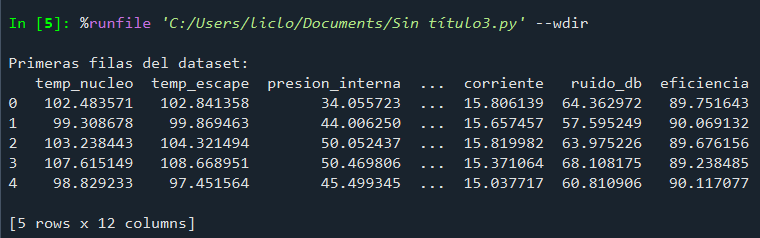 In [5]: %runfile 'C:/Users/liclo/Documents/Sin título3.py' --wdir
Primeras filas del dataset:
temp_nucleo temp_escape presion_interna ... corriente ruido_db eficiencia
0 102.483571 102.841358 34.055723 ... 15.806139 64.362972 89.751643
1 99.308678 99.869463 44.006250 ... 15.657457 57.595249 90.069132
2 103.238443 104.321494 50.052437 ... 15.819982 63.975226 89.676156
3 107.615149 108.668951 50.469806 ... 15.371064 68.108175 89.238485
4 98.829233 97.451564 45.499345 ... 15.037717 60.810906 90.117077
[5 rows x 12 columns]